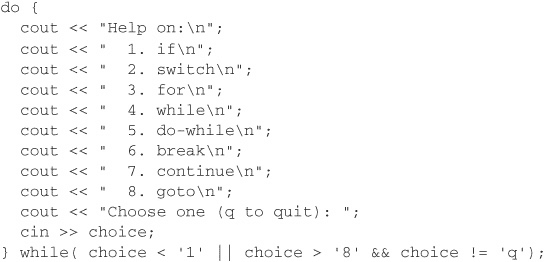 do {
  cout << "Help on:\n";
  cout << "  1. if\n";
  cout << "  2. switch\n";
  cout << "  3. for\n";
  cout << "  4. while\n";
  cout << "  5. do-while\n";
  cout << "  6. break\n";
  cout << "  7. continue\n";
  cout << "  8. goto\n";
  cout << "Choose one (q to quit): ";
  cin >> choice;
} while( choice < '1' || choice > '8' && choice != 'q');